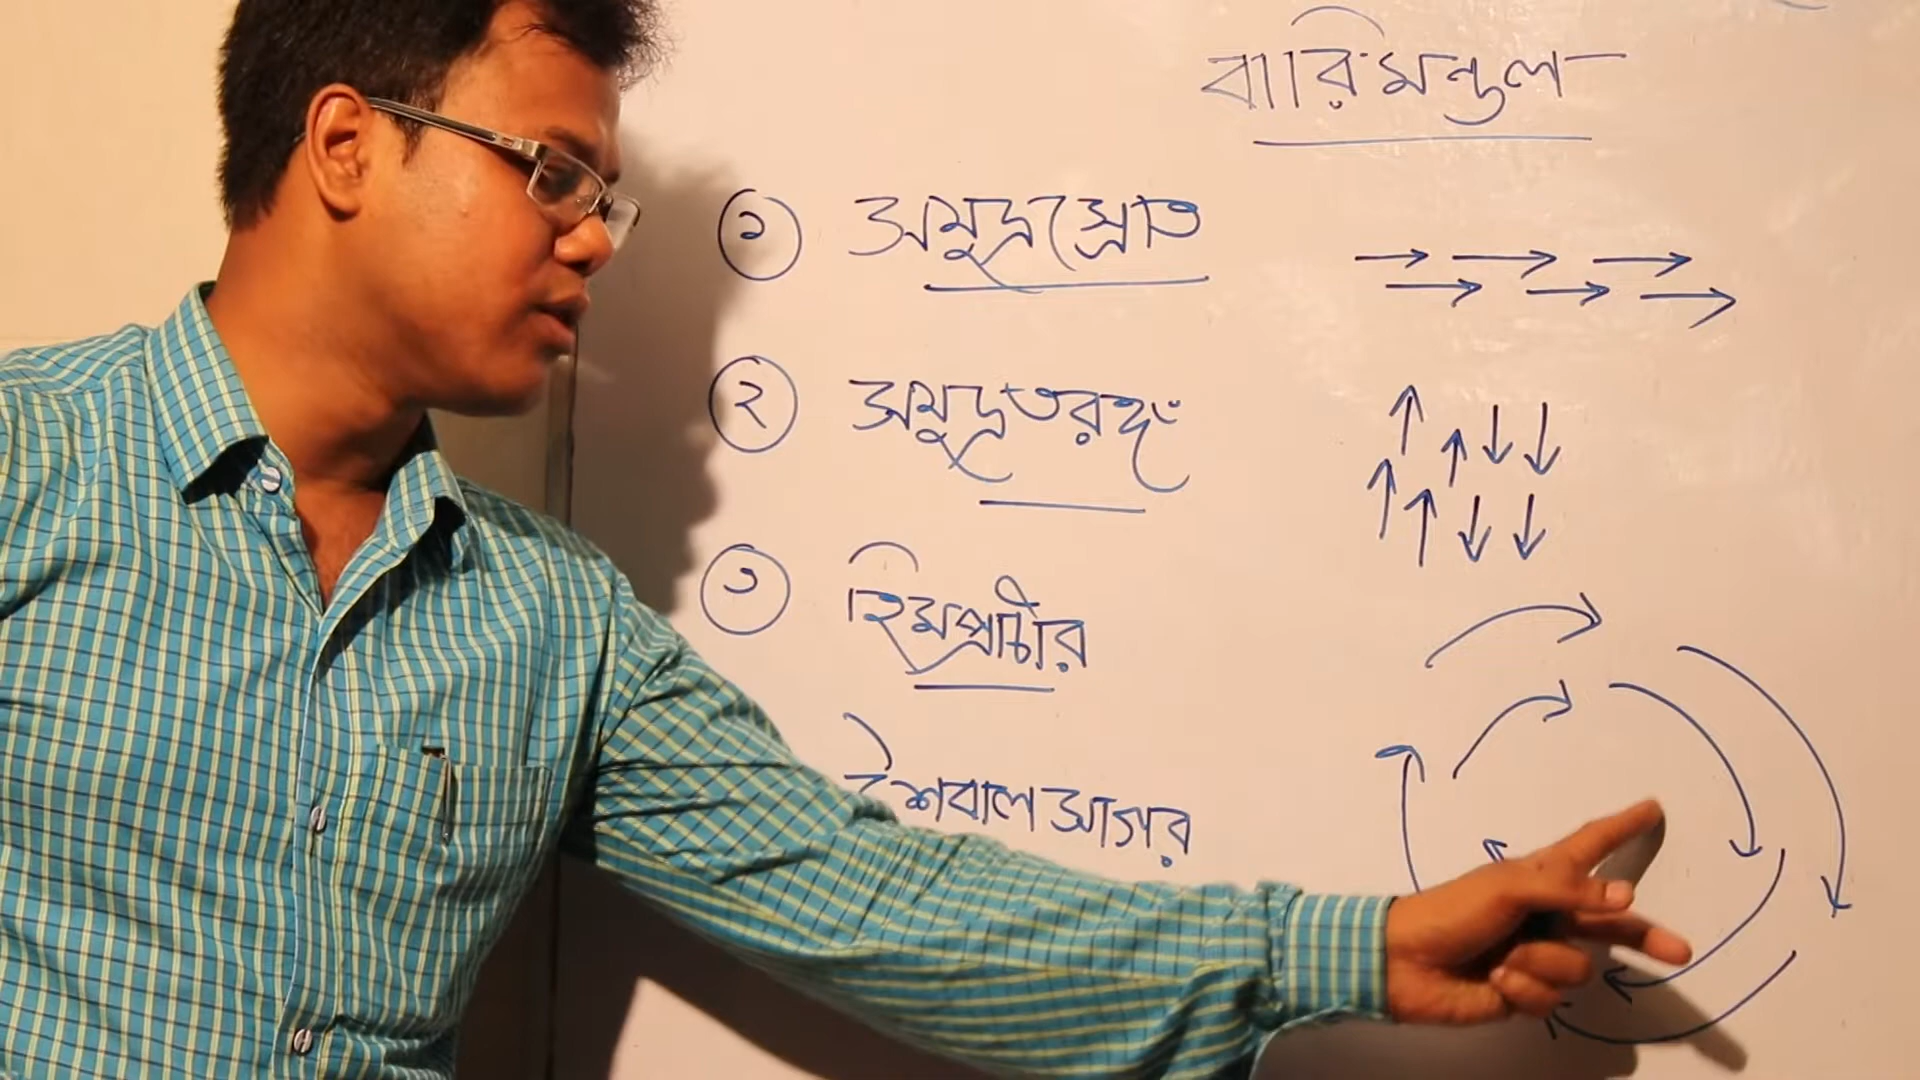 বারিমন্ডল
১ সমুদ্রস্রোত
২ সমুদ্রতরঙ্গ
৩ হিমপ্রাচীর
শৈবাল সাগর